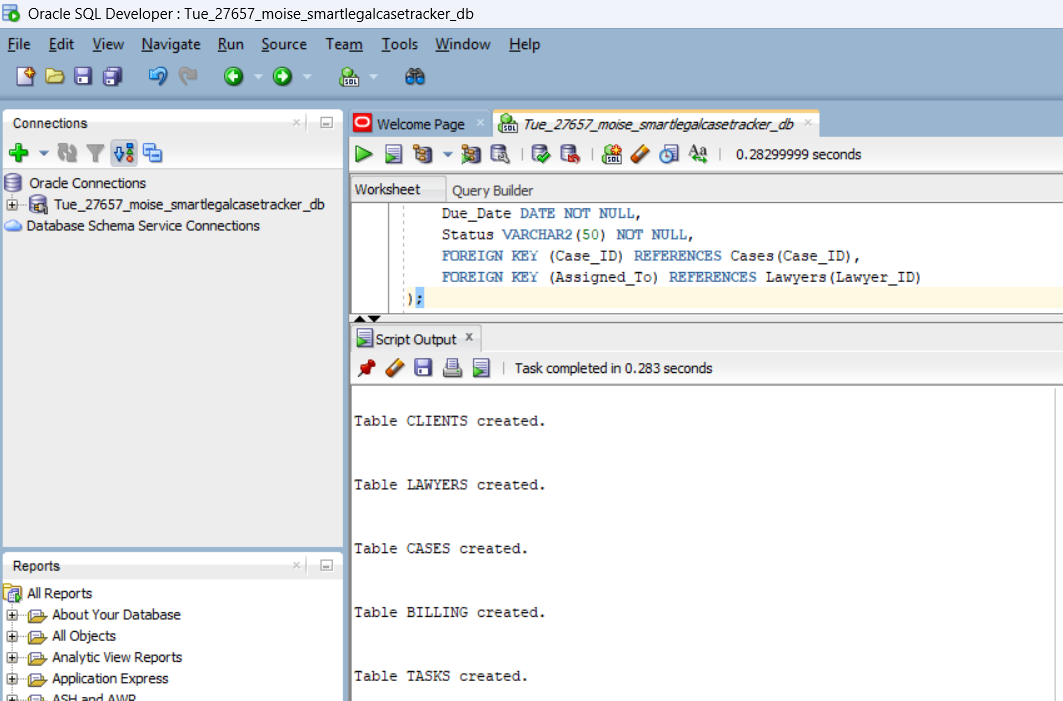 Oracle SQL Developer : Tue_27657_moise_smartlegalcasetracker_db
File Edit View Navigate Run Source Team Tools Window Help
Connections
Oracle Connections
Tue_27657_moise_smartlegalcasetracker_db
Database Schema Service Connections
Reports
All Reports
About Your Database
All Objects
Analytic View Reports
Application Express
ASH and AWR
Welcome Page
Tue_27657_moise_smartlegalcasetracker_db
0.28299999 seconds
Worksheet Query Builder
Due_Date DATE NOT NULL,
Status VARCHAR2(50) NOT NULL,
FOREIGN KEY (Case_ID) REFERENCES Cases(Case_ID),
FOREIGN KEY (Assigned_To) REFERENCES Lawyers(Lawyer_ID)
);
Script Output
Task completed in 0.283 seconds
Table CLIENTS created.
Table LAWYERS created.
Table CASES created.
Table BILLING created.
Table TASKS created.